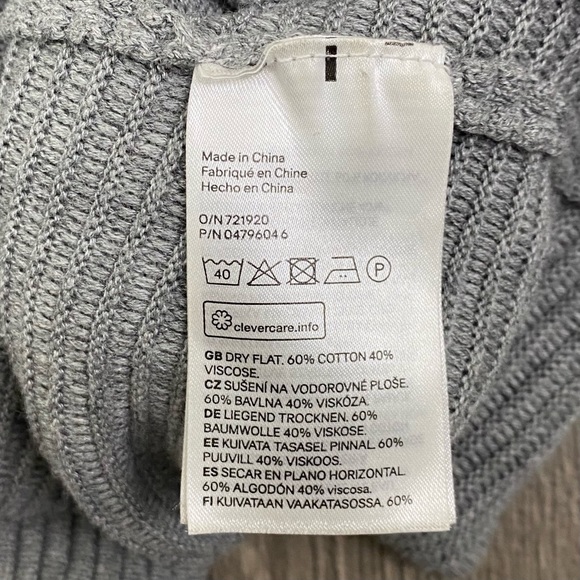 Made in China
Fabriqué en Chine
Hecho en China
O/N 721920
P/N 0479604 6
40 P
clevercare.info
GB DRY FLAT. 60% COTTON 40%
VISCOSE.
CZ SUŠENÍ NA VODOROVNÉ PLOŠE.
60% BAVLNA 40% VISKÓZA.
DE LIEGEND TROCKNEN. 60%
BAUMWOLLE 40% VISKOSE.
EE KUIVATA TASASEL PINNAL. 60%
PUUVILL 40% VISKOOS.
ES SECAR EN PLANO HORIZONTAL.
60% ALGODÓN 40% viscosa.
FI KUIVATAAN VAAKATASOSSA. 60%